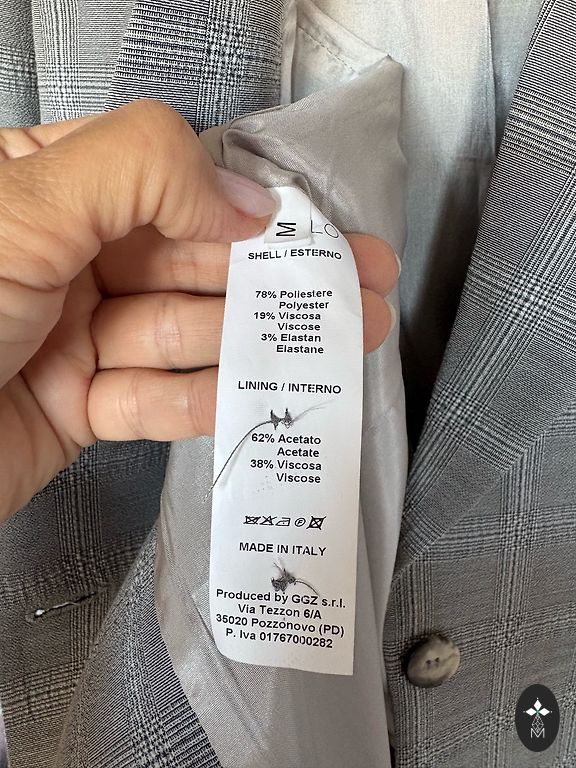 M
LO
SHELL / ESTERNO
78% Poliestere
Polyester
19% Viscosa
Viscose
3% Elastan
Elastane
LINING / INTERNO
62% Acetato
Acetate
38% Viscosa
Viscose
MADE IN ITALY
Produced by GGZ s.r.l.
Via Tezzon 6/A
35020 Pozzonovo (PD)
P. Iva 01767000282
M